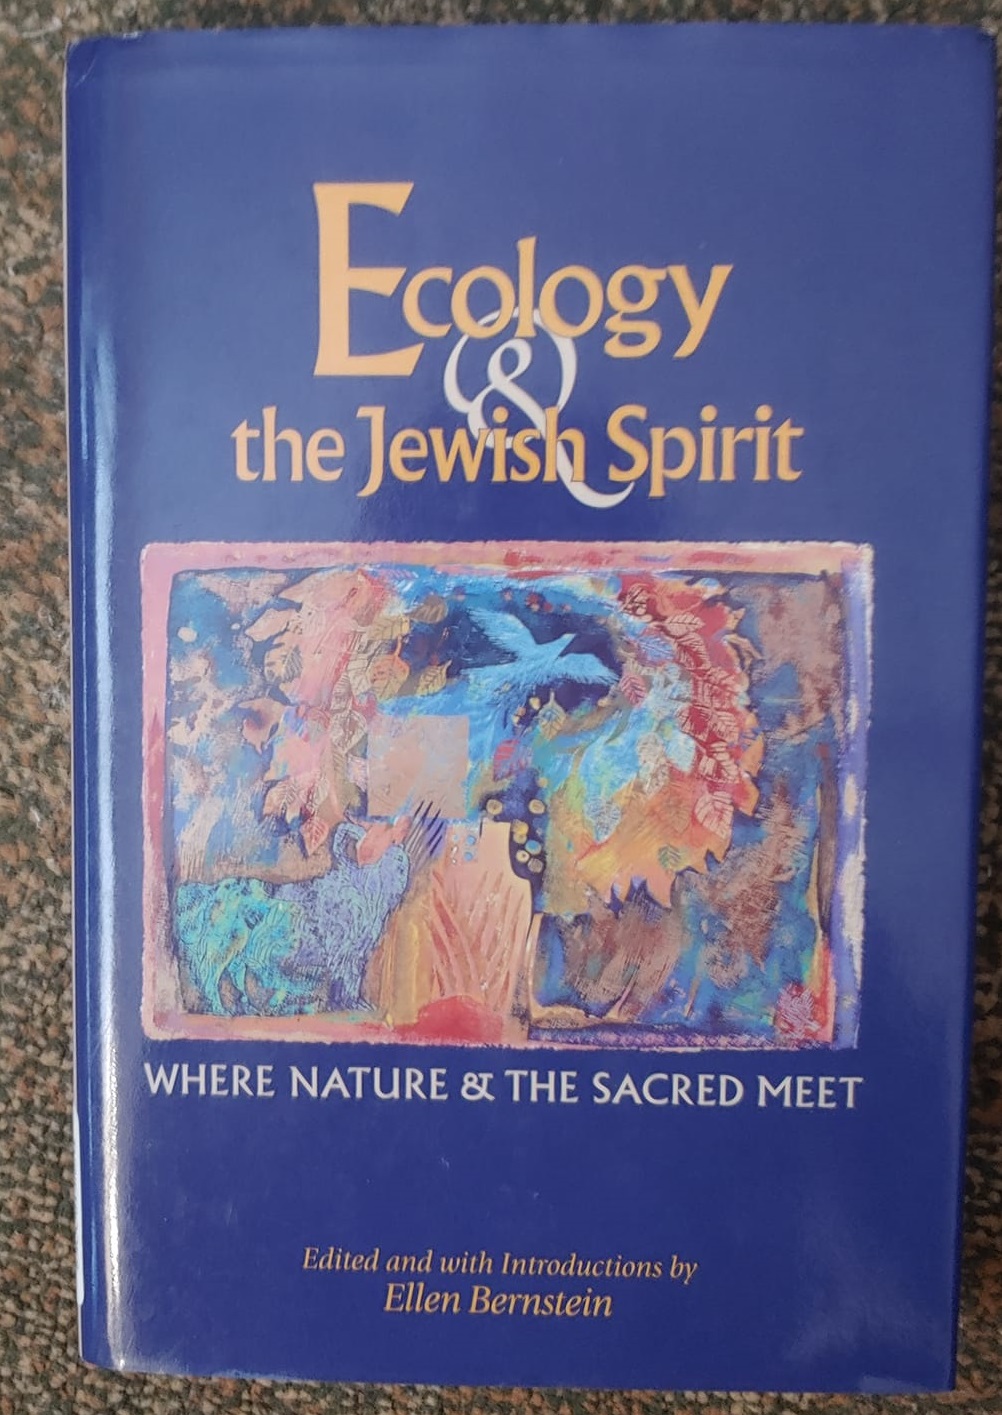 Ecology
&
the Jewish Spirit
WHERE NATURE & THE SACRED MEET
Edited and with Introductions by
Ellen Bernstein